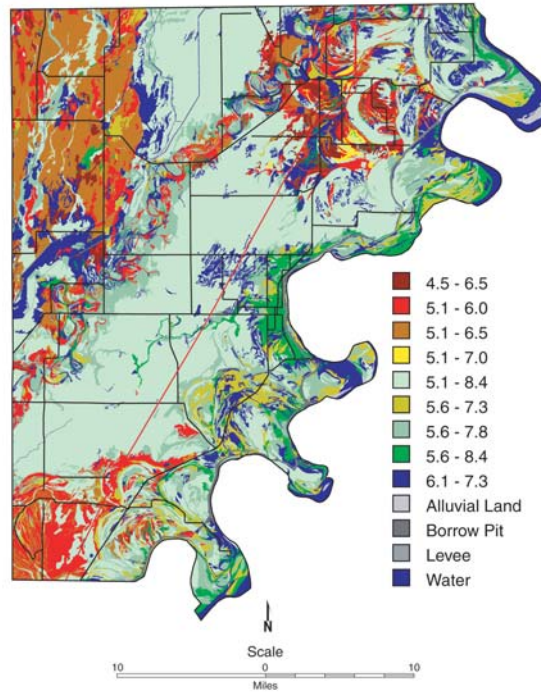 4.5 - 6.5
5.1 - 6.0
5.1 - 6.5
5.1 - 7.0
5.1 - 8.4
5.6 - 7.3
5.6 - 7.8
5.6 - 8.4
6.1 - 7.3
Alluvial Land
Borrow Pit
Levee
Water
N
Scale
10 0 10
Miles